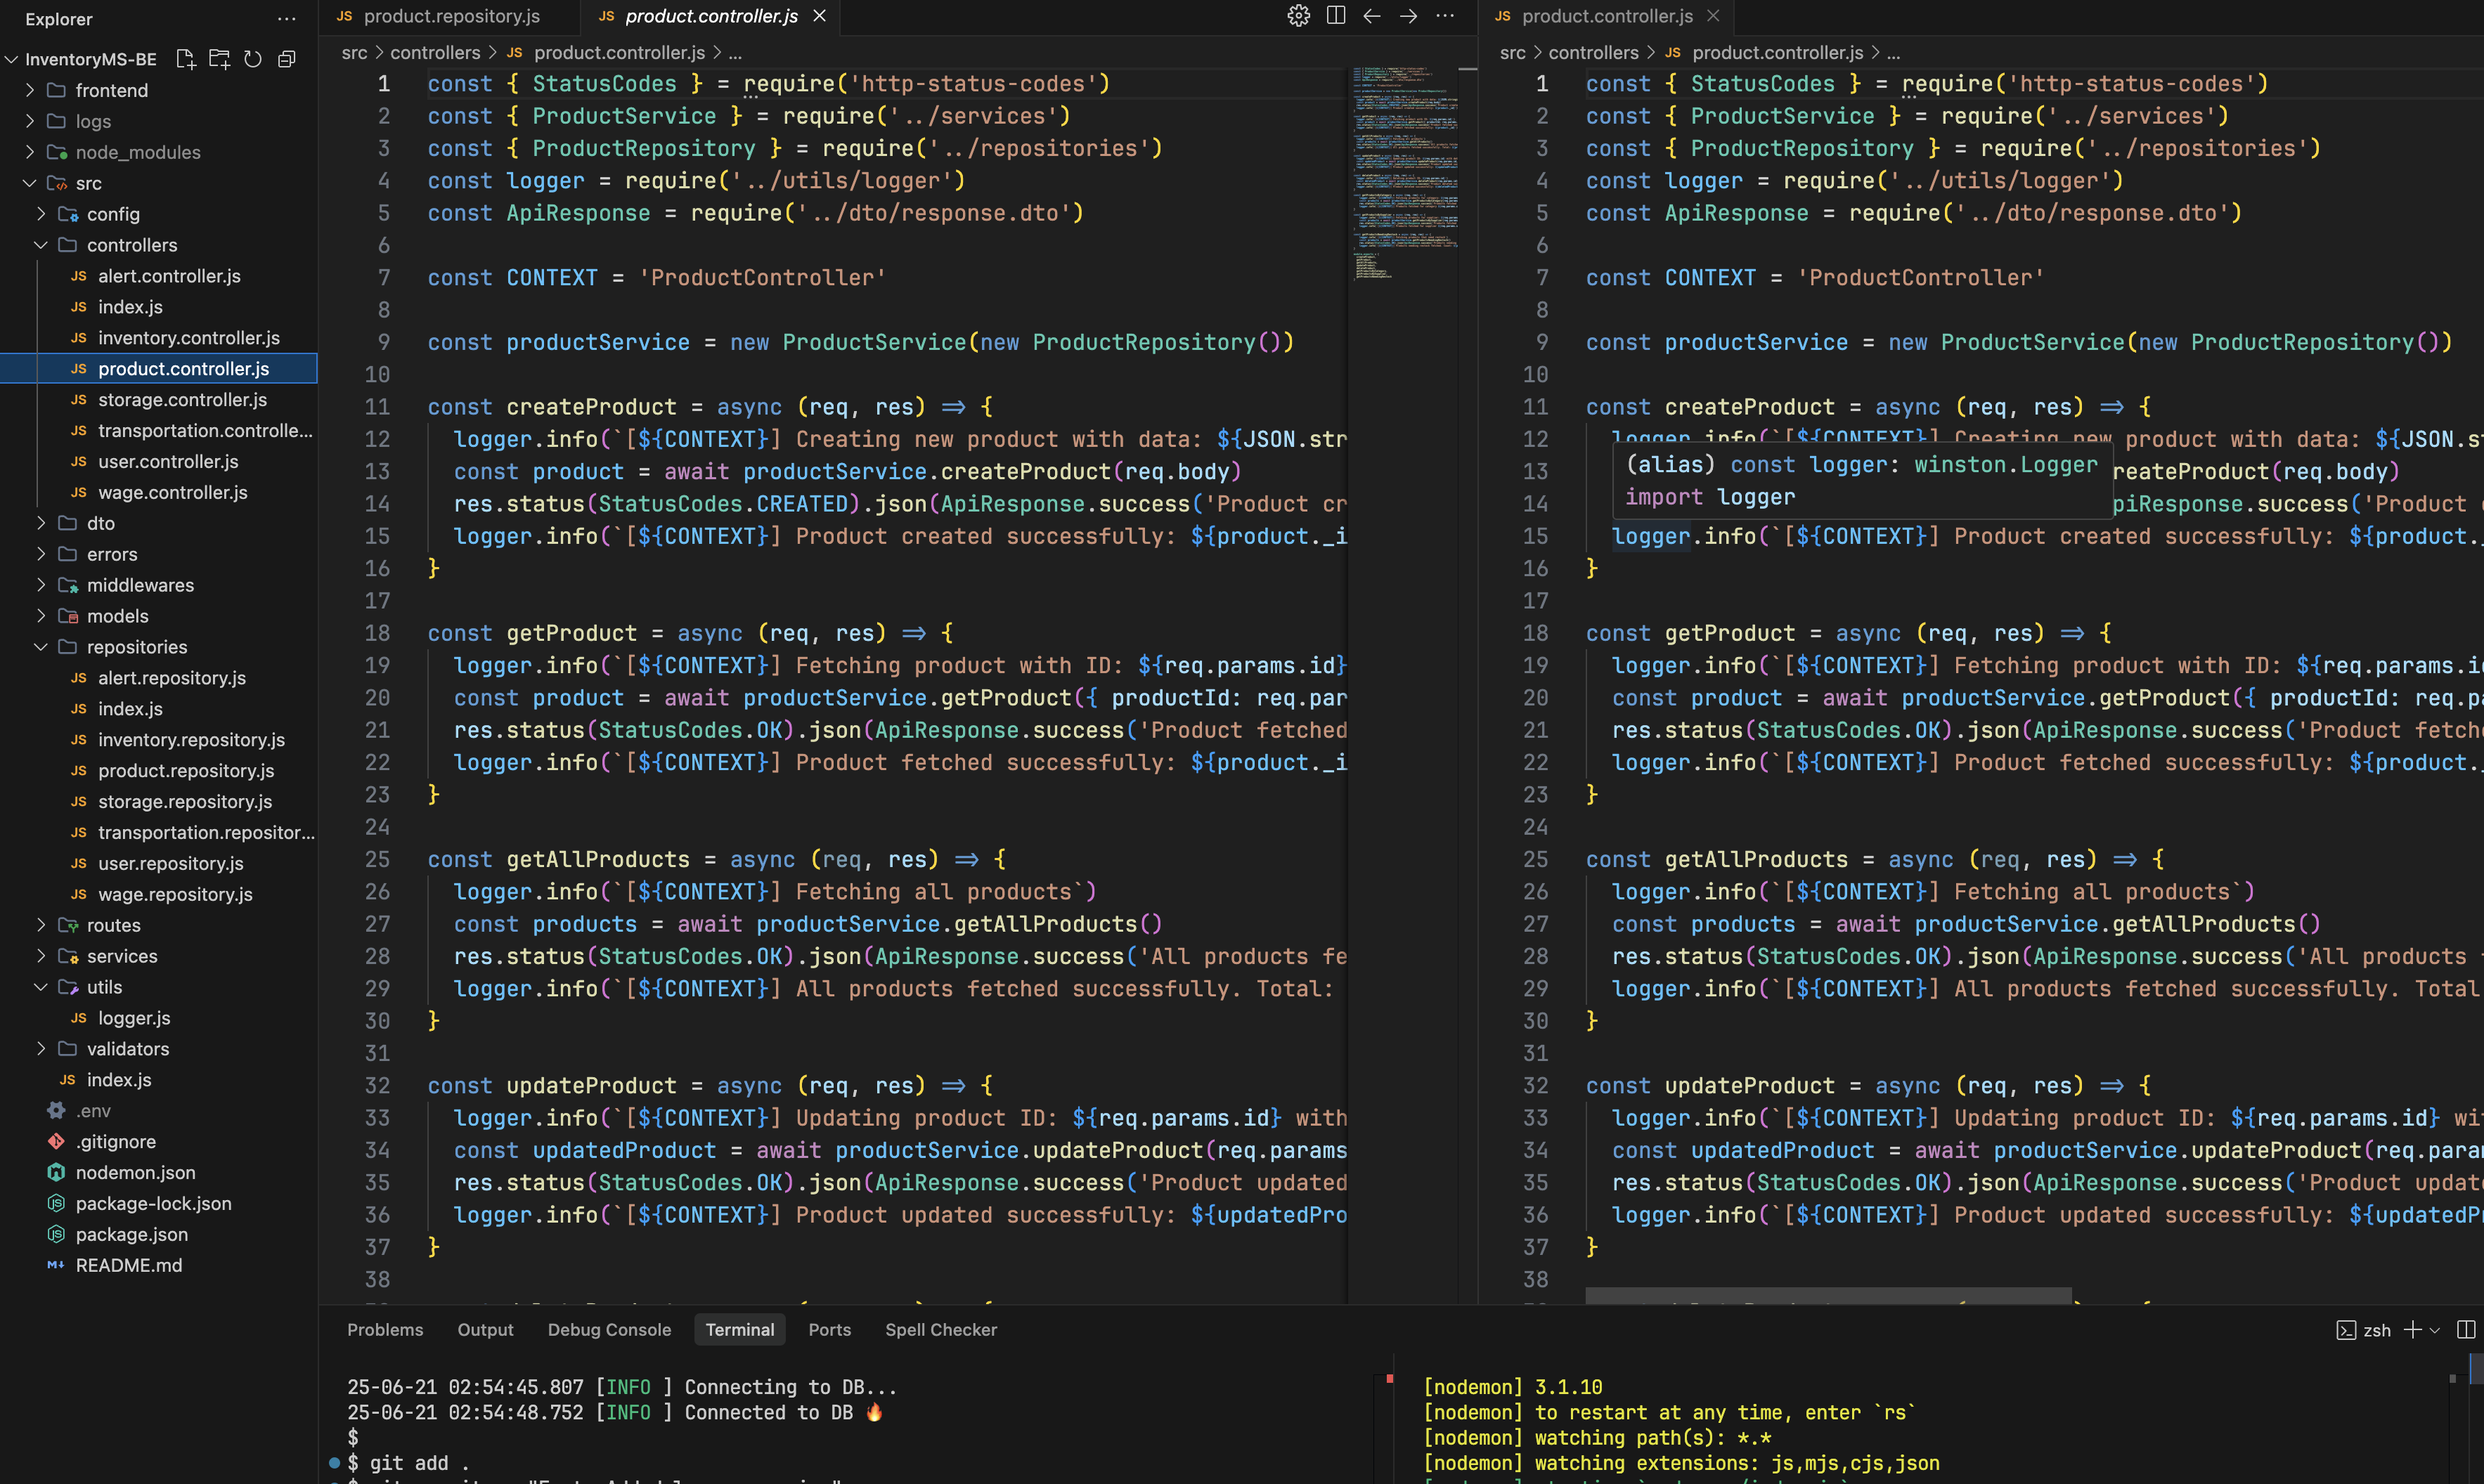 Explorer
InventoryMS-BE
frontend
logs
node_modules
src
config
controllers
alert.controller.js
index.js
inventory.controller.js
product.controller.js
storage.controller.js
transportation.controlle...
user.controller.js
wage.controller.js
dto
errors
middlewares
models
repositories
alert.repository.js
index.js
inventory.repository.js
product.repository.js
storage.repository.js
transportation.repositor...
user.repository.js
wage.repository.js
routes
services
utils
logger.js
validators
index.js
.env
.gitignore
nodemon.json
package-lock.json
package.json
README.md
JS product.repository.js JS product.controller.js
src > controllers > JS product.controller.js > ...
1 const { StatusCodes } = require('http-status-codes')
2 const { ProductService } = require('../services')
3 const { ProductRepository } = require('../repositories')
4 const logger = require('../utils/logger')
5 const ApiResponse = require('../dto/response.dto')
6
7 const CONTEXT = 'ProductController'
8
9 const productService = new ProductService(new ProductRepository())
10
11 const createProduct = async (req, res) => {
12 logger.info(`[${CONTEXT}] Creating new product with data: ${JSON.str
13 const product = await productService.createProduct(req.body)
14 res.status(StatusCodes.CREATED).json(ApiResponse.success('Product cr
15 logger.info(`[${CONTEXT}] Product created successfully: ${product._i
16 }
17
18 const getProduct = async (req, res) => {
19 logger.info(`[${CONTEXT}] Fetching product with ID: ${req.params.id}
20 const product = await productService.getProduct({ productId: req.par
21 res.status(StatusCodes.OK).json(ApiResponse.success('Product fetched
22 logger.info(`[${CONTEXT}] Product fetched successfully: ${product._i
23 }
24
25 const getAllProducts = async (req, res) => {
26 logger.info(`[${CONTEXT}] Fetching all products`)
27 const products = await productService.getAllProducts()
28 res.status(StatusCodes.OK).json(ApiResponse.success('All products fe
29 logger.info(`[${CONTEXT}] All products fetched successfully. Total:
30 }
31
32 const updateProduct = async (req, res) => {
33 logger.info(`[${CONTEXT}] Updating product ID: ${req.params.id} with
34 const updatedProduct = await productService.updateProduct(req.params
35 res.status(StatusCodes.OK).json(ApiResponse.success('Product updated
36 logger.info(`[${CONTEXT}] Product updated successfully: ${updatedPro
37 }
38
JS product.controller.js
src > controllers > JS product.controller.js > ...
1 const { StatusCodes } = require('http-status-codes')
2 const { ProductService } = require('../services')
3 const { ProductRepository } = require('../repositories')
4 const logger = require('../utils/logger')
5 const ApiResponse = require('../dto/response.dto')
6
7 const CONTEXT = 'ProductController'
8
9 const productService = new ProductService(new ProductRepository())
10
11 const createProduct = async (req, res) => {
12 logger.info(`[${CONTEXT}] Creating new product with data: ${JSON.st
(alias) const logger: winston.Logger
import logger
13 reateProduct(req.body)
14 piResponse.success('Product
15 logger.info(`[${CONTEXT}] Product created successfully: ${product._
16 }
17
18 const getProduct = async (req, res) => {
19 logger.info(`[${CONTEXT}] Fetching product with ID: ${req.params.id
20 const product = await productService.getProduct({ productId: req.pa
21 res.status(StatusCodes.OK).json(ApiResponse.success('Product fetche
22 logger.info(`[${CONTEXT}] Product fetched successfully: ${product._
23 }
24
25 const getAllProducts = async (req, res) => {
26 logger.info(`[${CONTEXT}] Fetching all products`)
27 const products = await productService.getAllProducts()
28 res.status(StatusCodes.OK).json(ApiResponse.success('All products
29 logger.info(`[${CONTEXT}] All products fetched successfully. Total
30 }
31
32 const updateProduct = async (req, res) => {
33 logger.info(`[${CONTEXT}] Updating product ID: ${req.params.id} wit
34 const updatedProduct = await productService.updateProduct(req.param
35 res.status(StatusCodes.OK).json(ApiResponse.success('Product update
36 logger.info(`[${CONTEXT}] Product updated successfully: ${updatedP
37 }
38
Problems Output Debug Console Terminal Ports Spell Checker
zsh
25-06-21 02:54:45.807 [INFO ] Connecting to DB...
25-06-21 02:54:48.752 [INFO ] Connected to DB 🔥
$
$ git add .
[nodemon] 3.1.10
[nodemon] to restart at any time, enter `rs`
[nodemon] watching path(s): *.*
[nodemon] watching extensions: js,mjs,cjs,json